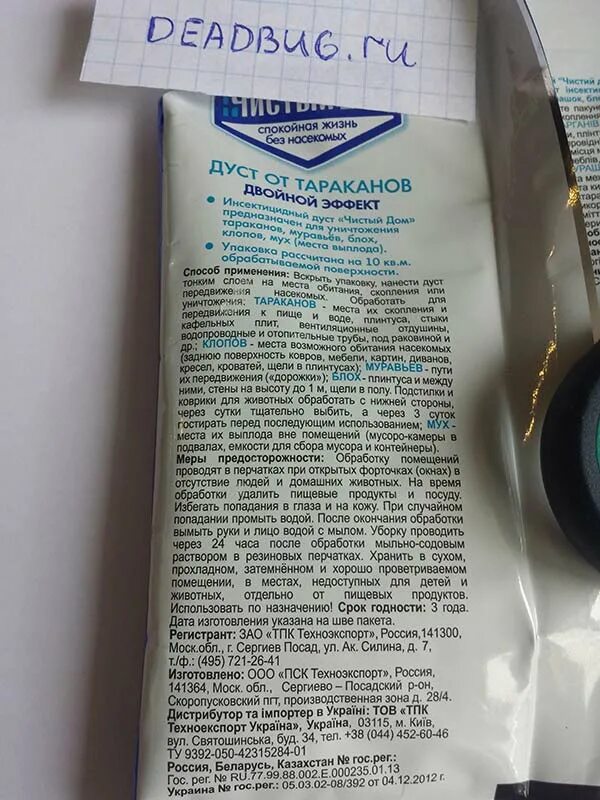 DEADBUG.ru
спокойная жизнь
без насекомых
ДУСТ ОТ ТАРАКАНОВ
ДВОЙНОЙ ЭФФЕКТ
• Инсектицидный дуст «Чистый Дом»
предназначен для уничтожения
тараканов, муравьёв, блох,
клопов, мух (места выплода).
• Упаковка рассчитана на 10 кв.м.
обрабатываемой поверхности.
Способ применения: Вскрыть упаковку, нанести дуст
тонким слоем на места обитания, скопления или
передвижения насекомых. Обработать для
уничтожения: ТАРАКАНОВ - места их скопления и
передвижения к пище и воде, плинтуса, стыки
кафельных плит, вентиляционные отдушины,
водопроводные и отопительные трубы, под раковиной и
др.; КЛОПОВ - места возможного обитания насекомых
(заднюю поверхность ковров, мебели, картин, диванов,
кресел, кроватей, щели в плинтусах); МУРАВЬЕВ - пути
их передвижения («дорожки»); БЛОХ - плинтуса и между
ними, стены на высоту до 1 м, щели в полу. Подстилки и
коврики для животных обработать с нижней стороны,
через сутки тщательно выбить, а через 3 суток
постирать перед последующим использованием; МУХ -
места их выплода вне помещений (мусоро-камеры в
подвалах, емкости для сбора мусора и контейнеры).
Меры предосторожности: Обработку помещений
проводят в перчатках при открытых форточках (окнах) в
отсутствие людей и домашних животных. На время
обработки удалить пищевые продукты и посуду.
Избегать попадания в глаза и на кожу. При случайном
попадании промыть водой. После окончания обработки
вымыть руки и лицо водой с мылом. Уборку проводить
через 24 часа после обработки мыльно-содовым
раствором в резиновых перчатках. Хранить в сухом,
прохладном, затемнённом и хорошо проветриваемом
помещении, в местах, недоступных для детей и
животных, отдельно от пищевых продуктов.
Использовать по назначению! Срок годности: 3 года.
Дата изготовления указана на шве пакета.
Регистрант: ЗАО «ТПК Техноэкспорт», Россия,141300,
Моск.обл., г. Сергиев Посад, ул. Ак. Силина, д. 7,
т./ф.: (495) 721-26-41
Изготовлено: ООО «ПСК Техноэкспорт», Россия,
141364, Моск. обл., Сергиево – Посадский р-он,
Скоропусковский пгт, производственная зона д. 28/4.
Дистрибутор та імпортер в Україні: ТОВ «ТПК
Техноекспорт Україна», Україна, 03115, м. Київ,
вул. Святошинська, буд. 34, тел. +38 (044) 452-60-46
ТУ 9392-050-42315284-01
Россия, Беларусь, Казахстан № гос.рег.:
Гос. рег. № RU.77.99.88.002.Е.000235.01.13
Украина № гос.рег.: 05.03.02-08/392 от 04.12.2012 г.